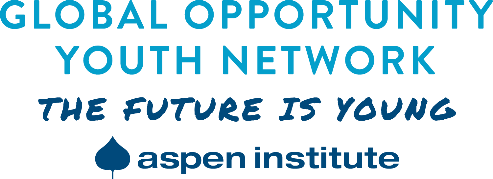 GLOBAL OPPORTUNITY
YOUTH NETWORK
THE FUTURE IS YOUNG
aspen institute